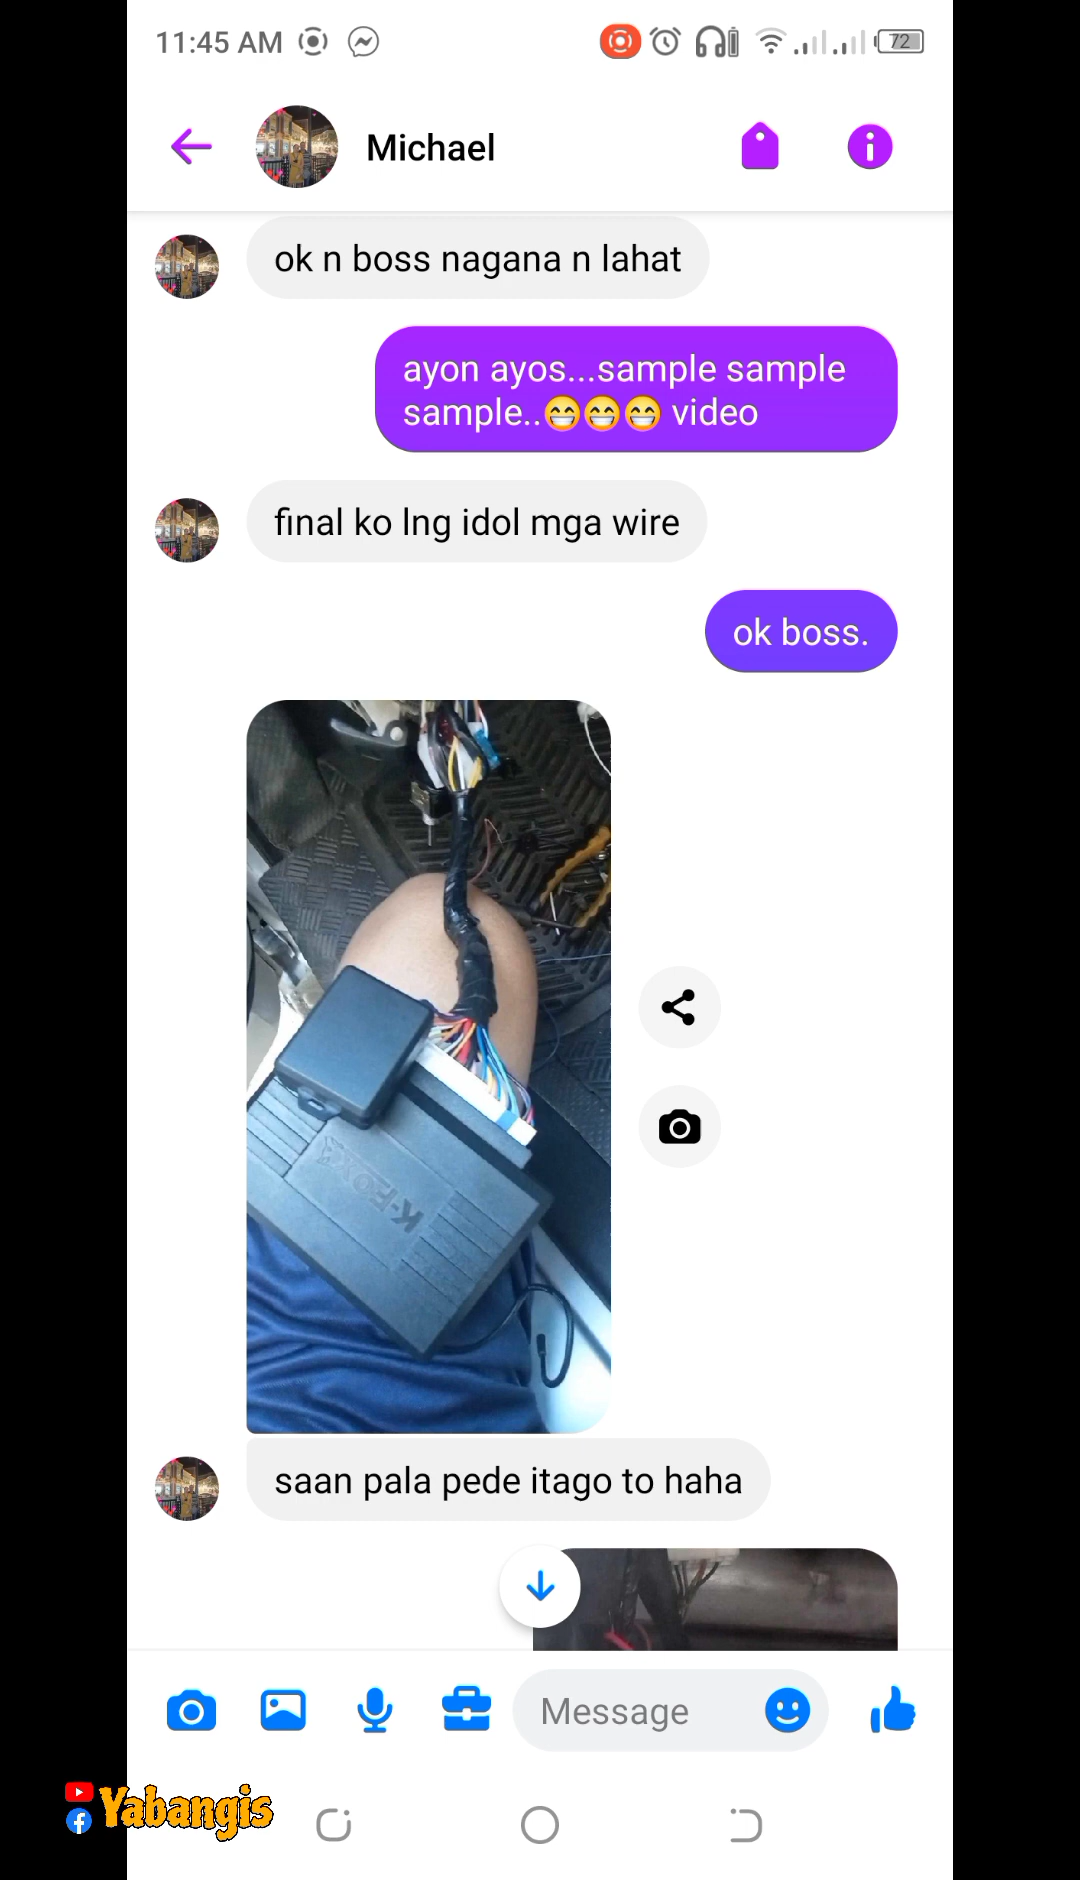 11:45 AM
72
Michael
ok n boss nagana n lahat
ayon ayos...sample sample
sample..😁😁😁 video
final ko lng idol mga wire
ok boss.
K-FOX
saan pala pede itago to haha
Message
Yabangis